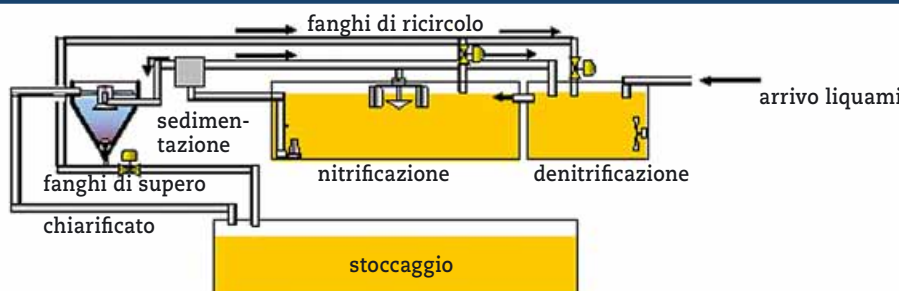 fanghi di ricircolo
arrivo liquami
sedimen-
tazione
nitrificazione
denitrificazione
fanghi di supero
chiarificato
stoccaggio